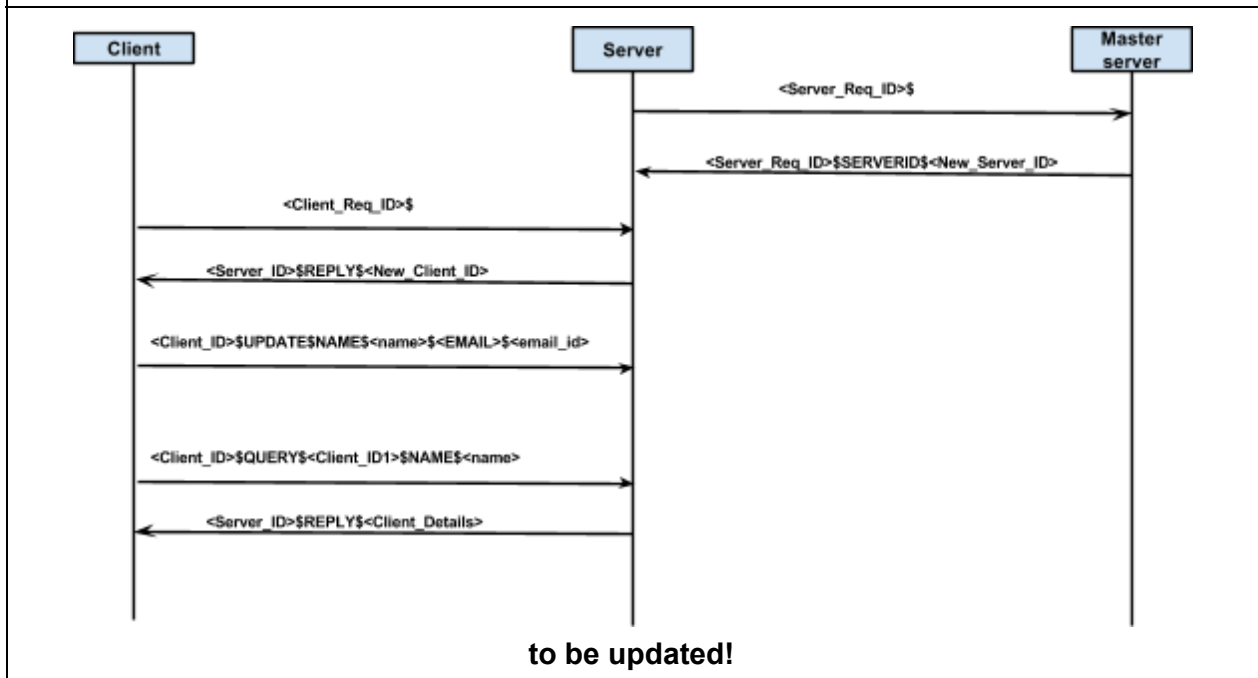 Client
Server
Master
server
<Server_Req_ID>$
<Server_Req_ID>$SERVERID$<New_Server_ID>
<Client_Req_ID>$
<Server_ID>$REPLY$<New_Client_ID>
<Client_ID>$UPDATE$NAME$<name>$<EMAIL>$<email_id>
<Client_ID>$QUERY$<Client_ID1>$NAME$<name>
<Server_ID>$REPLY$<Client_Details>
to be updated!